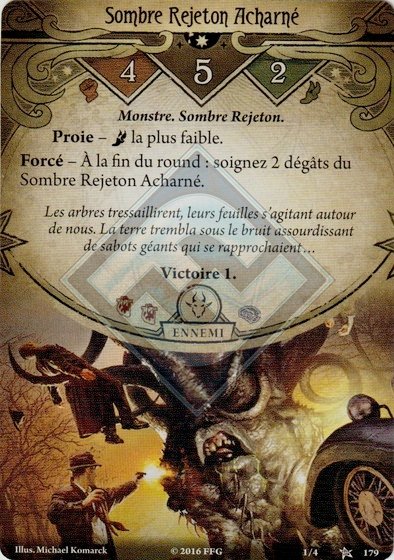 Sombre Rejeton Acharné
4 5 2
Monstre. Sombre Rejeton.
Proie – la plus faible.
Forcé – À la fin du round : soignez 2 dégâts du
Sombre Rejeton Acharné.
Les arbres tressaillirent, leurs feuilles s'agitant autour
de nous. La terre trembla sous le bruit assourdissant
de sabots géants qui se rapprochaient…
Victoire 1.
ENNEMI
Illus. Michael Komarck © 2016 FFG 1/4 179